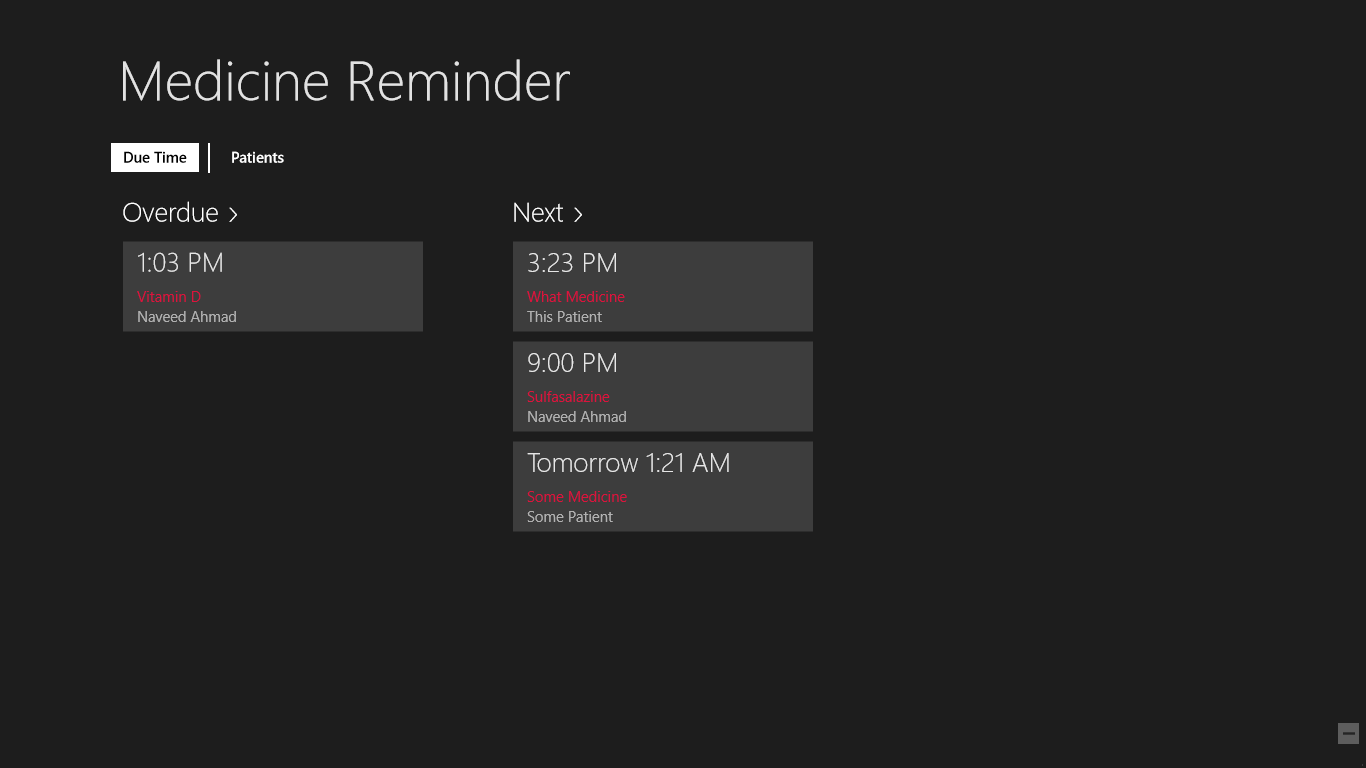 Medicine Reminder
Due Time
Patients
Overdue
1:03 PM
Vitamin D
Naveed Ahmad
Next
3:23 PM
What Medicine
This Patient
9:00 PM
Sulfasalazine
Naveed Ahmad
Tomorrow 1:21 AM
Some Medicine
Some Patient